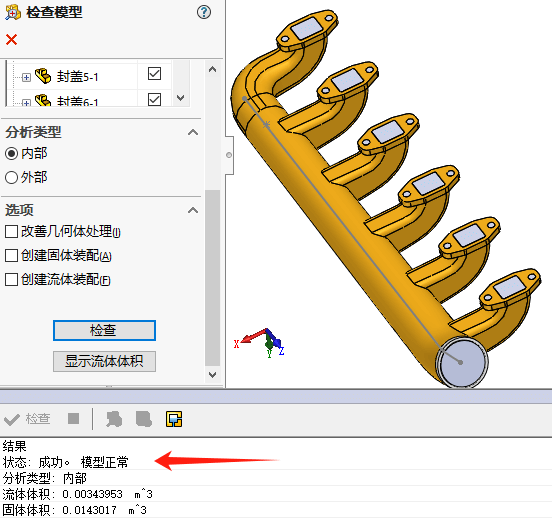 检查模型
封盖5-1
封盖6-1
分析类型
内部
外部
选项
改善几何体处理(I)
创建固体装配(A)
创建流体装配(F)
检查
显示流体体积
X
Y
Z
检查
结果
状态: 成功。 模型正常
分析类型: 内部
流体体积: 0.00343953 m^3
固体体积: 0.0143017 m^3